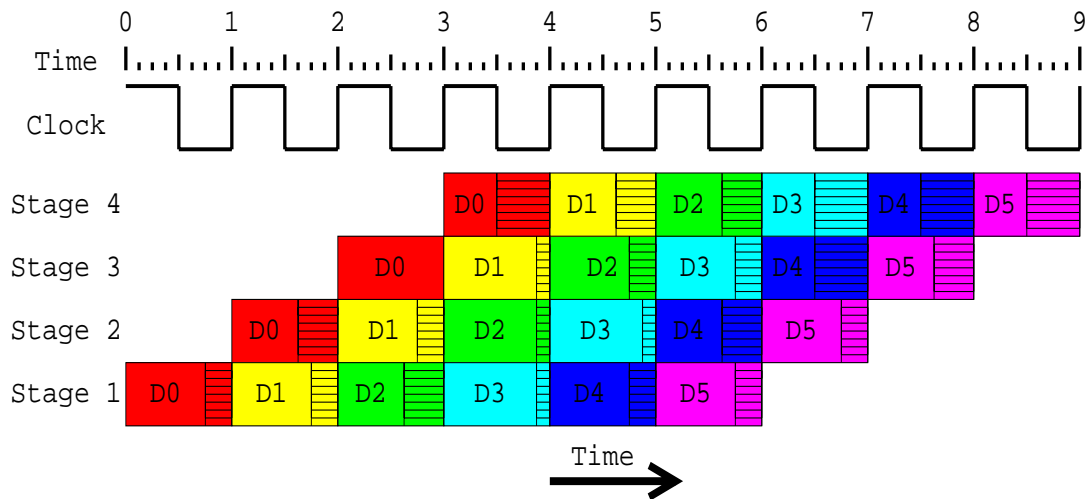 0 1 2 3 4 5 6 7 8 9
Time
Clock
Stage 4 D0 D1 D2 D3 D4 D5
Stage 3 D0 D1 D2 D3 D4 D5
Stage 2 D0 D1 D2 D3 D4 D5
Stage 1 D0 D1 D2 D3 D4 D5
Time